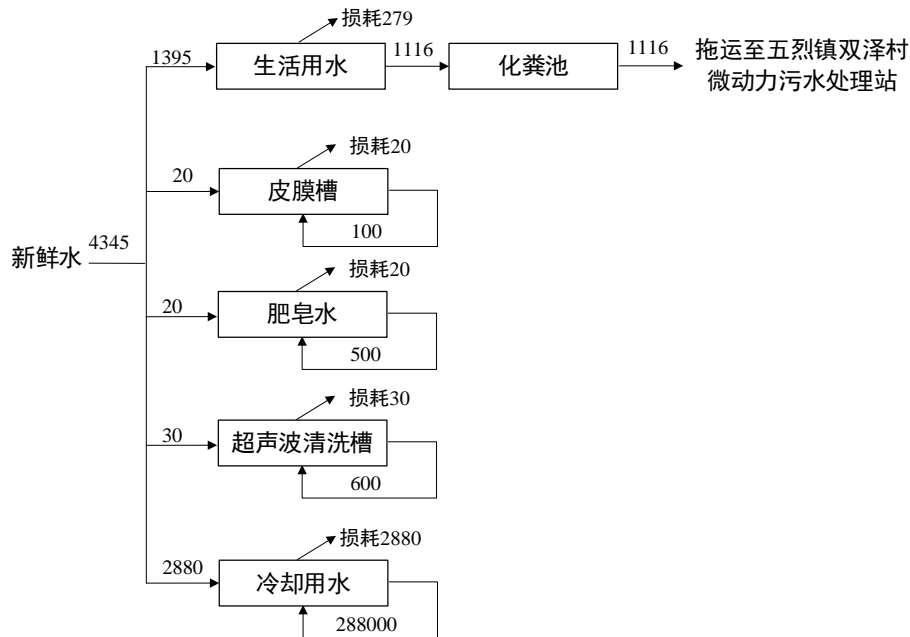 损耗279
1395
生活用水
1116
化粪池
1116
拖运至五烈镇双泽村
微动力污水处理站
损耗20
20
皮膜槽
100
新鲜水
4345
损耗20
20
肥皂水
500
损耗30
30
超声波清洗槽
600
损耗2880
2880
冷却用水
288000